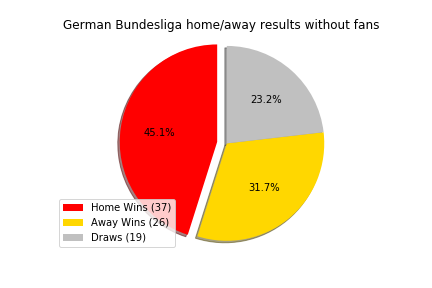 German Bundesliga home/away results without fans
23.2%
45.1%
31.7%
Home Wins (37)
Away Wins (26)
Draws (19)